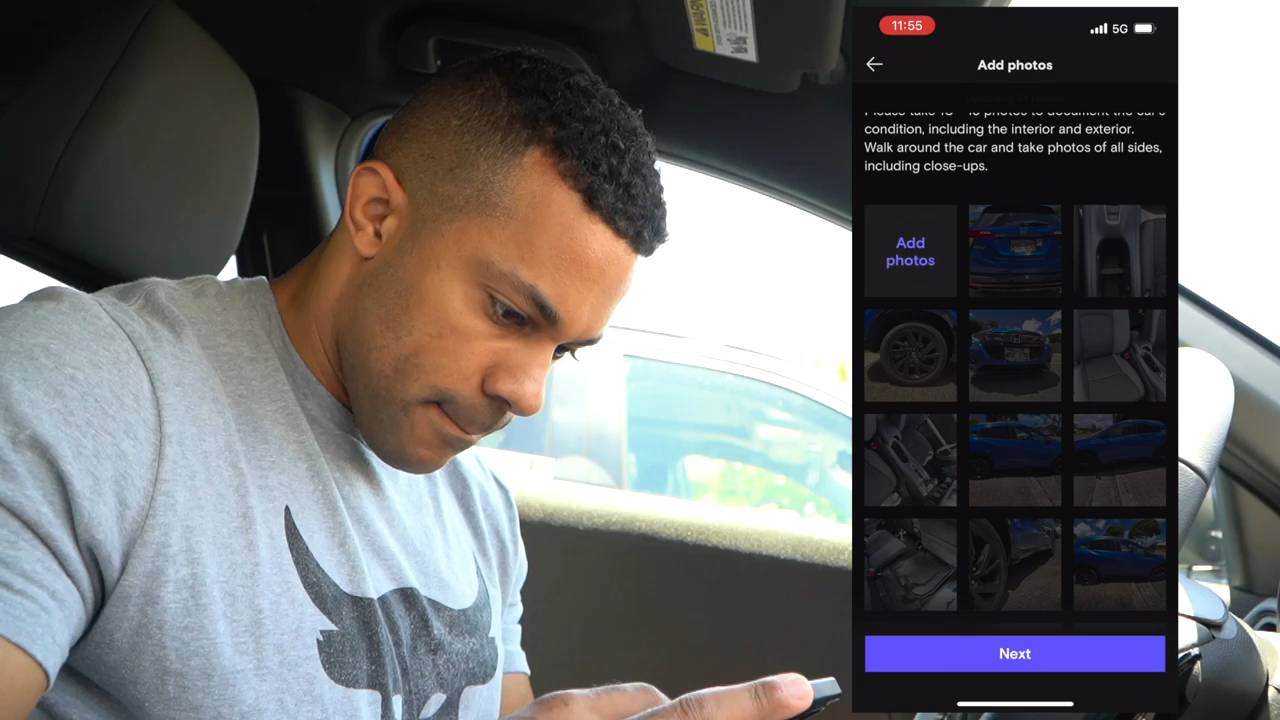 11:55
5G
Add photos
condition, including the interior and exterior.
Walk around the car and take photos of all sides,
including close-ups.
Add
photos
Next